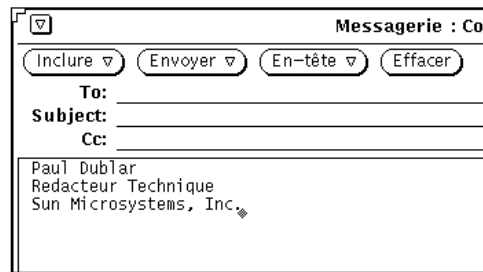 Messagerie : Co
Inclure Envoyer En-tête Effacer
To:
Subject:
Cc:
Paul Dublar
Redacteur Technique
Sun Microsystems, Inc.